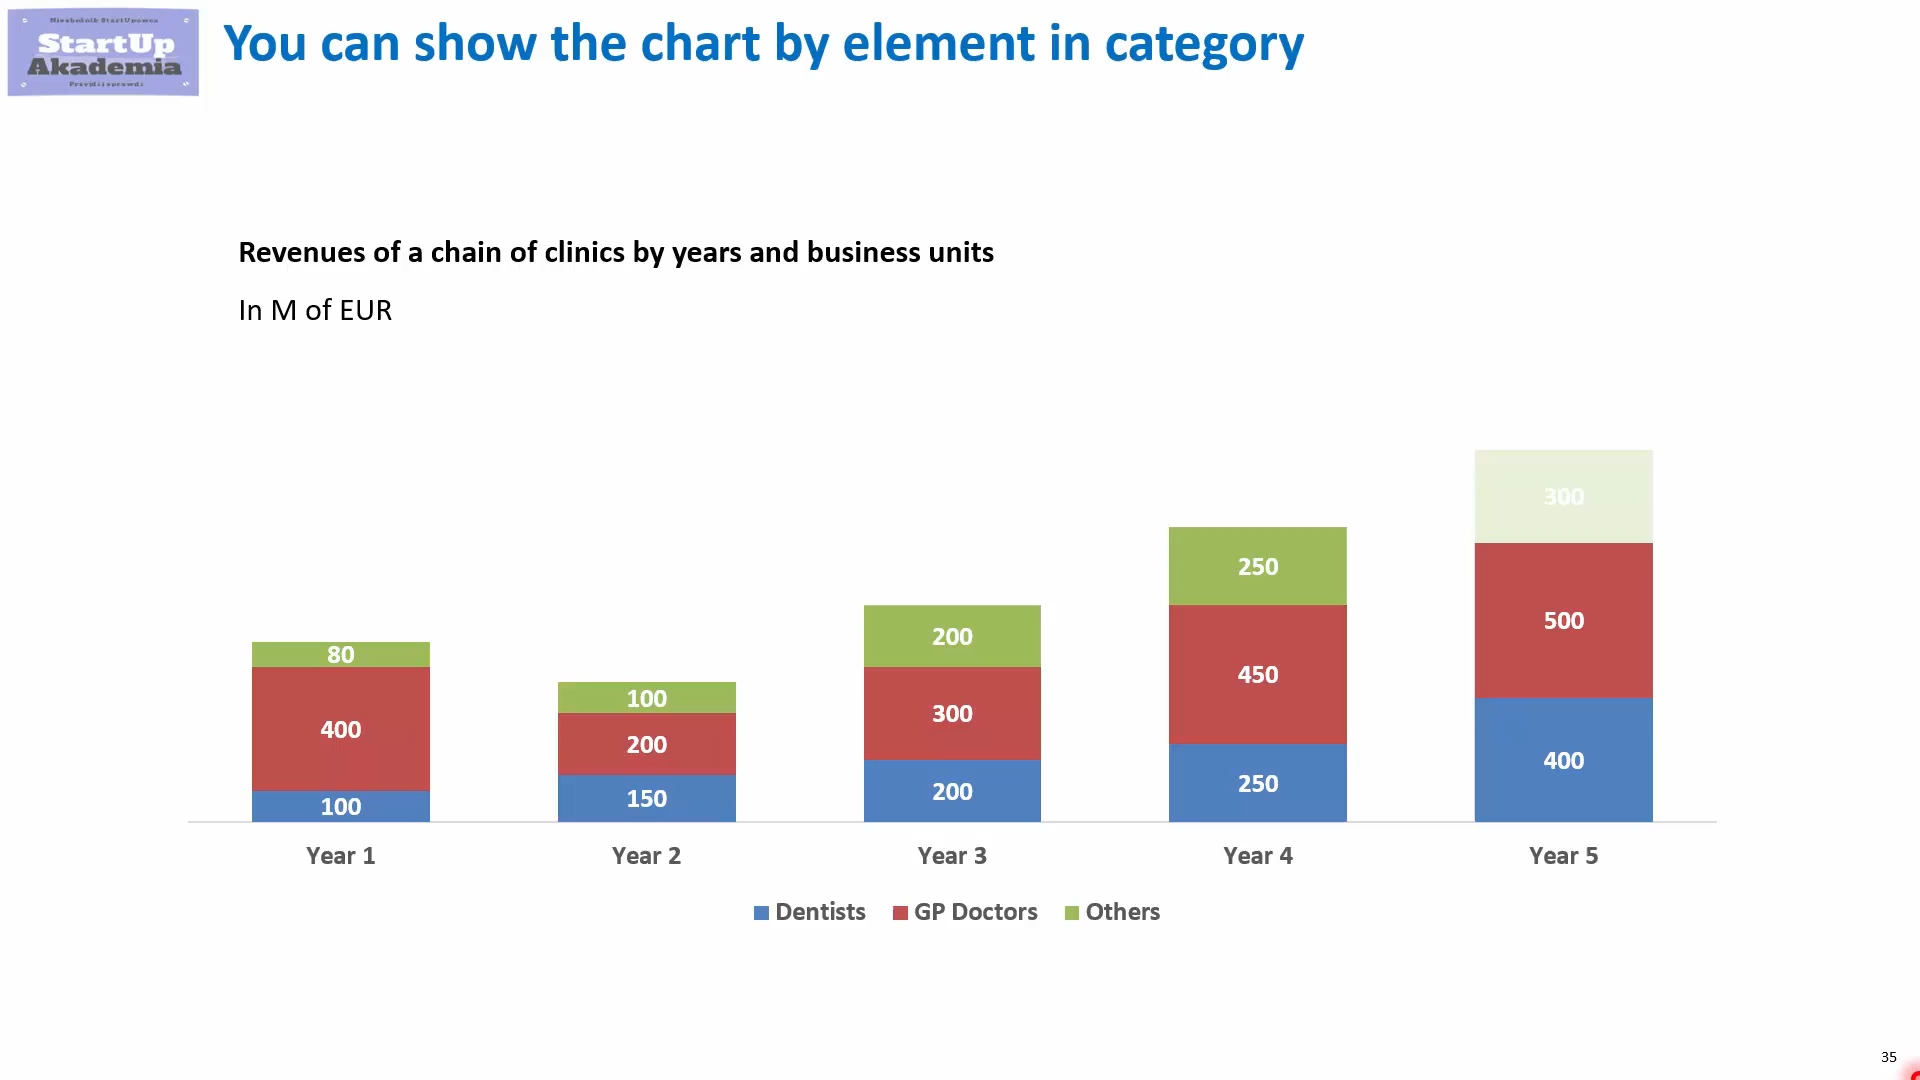 Niezbędnik StartUpowca
StartUp
Akademia
You can show the chart by element in category
Revenues of a chain of clinics by years and business units
In M of EUR
300
250
500
200
450
80
100
300
400
400
200
250
150
200
100
Year 1
Year 2
Year 3
Year 4
Year 5
Dentists
GP Doctors
Others
35